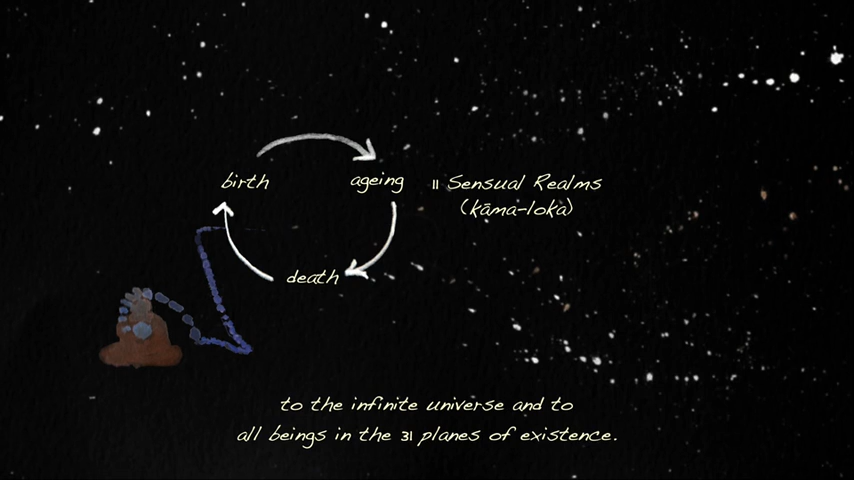 birth
ageing
death
11 Sensual Realms
(kāma-loka)
to the infinite universe and to
all beings in the 31 planes of existence.